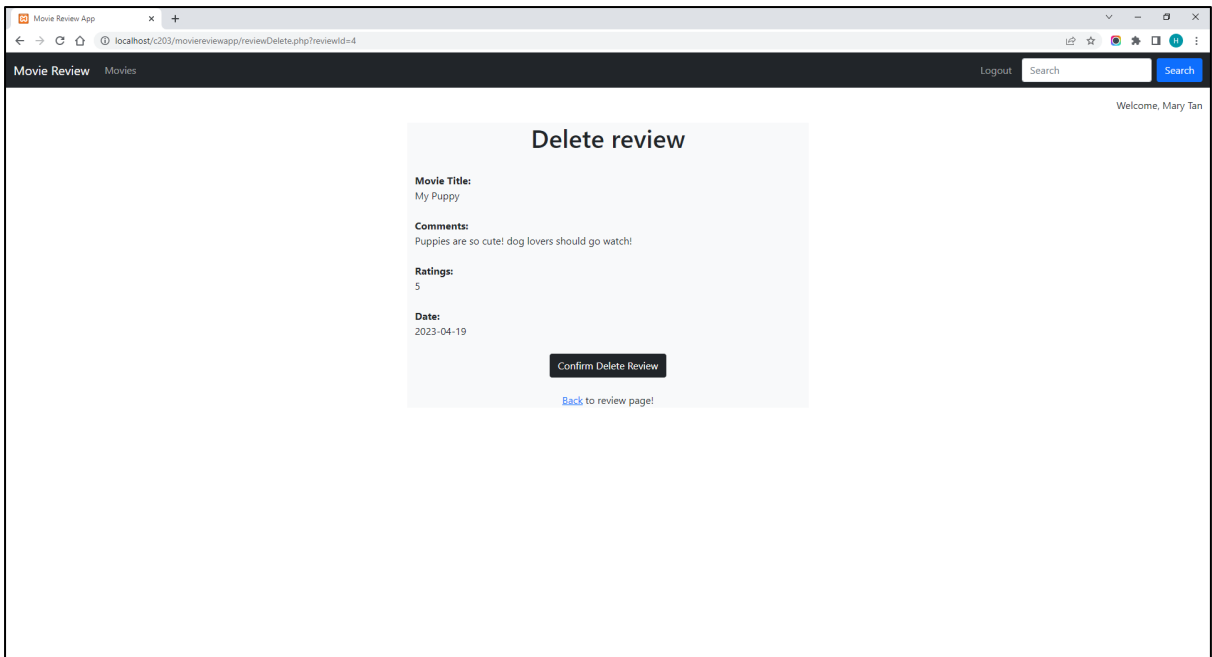 Movie Review App
localhost/c203/moviereviewapp/reviewDelete.php?reviewId=4
H
Movie Review Movies Logout Search Search
Welcome, Mary Tan
Delete review
Movie Title:
My Puppy
Comments:
Puppies are so cute! dog lovers should go watch!
Ratings:
5
Date:
2023-04-19
Confirm Delete Review
Back to review page!